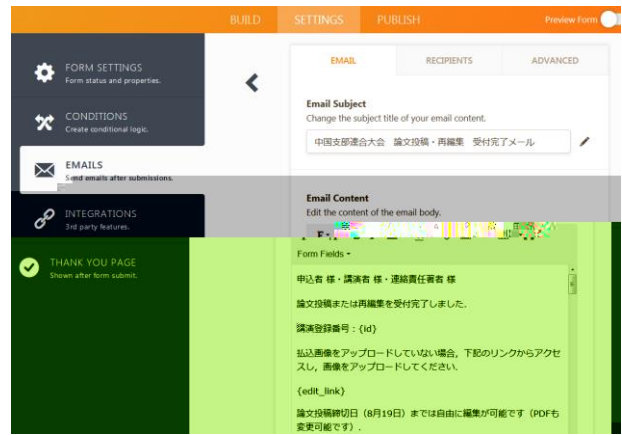 BUILD SETTINGS PUBLISH Preview Form
FORM SETTINGS
Form status and properties.
CONDITIONS
Create conditional logic.
EMAILS
Send emails after submissions.
INTEGRATIONS
3rd party features.
THANK YOU PAGE
Shown after form submit.
EMAIL RECIPIENTS ADVANCED
Email Subject
Change the subject title of your email content.
中国支部連合大会 論文投稿・再編集 受付完了メール
Email Content
Edit the content of the email body.
Form Fields
申込者 様・講演者 様・連絡責任著者 様
論文投稿または再編集を受付完了しました.
講演登録番号：{id}
払込画像をアップロードしていない場合，下記のリンクからアクセ
スし，画像をアップロードしてください.
{edit_link}
論文投稿締切日（8月19日）までは自由に編集が可能です（PDFも
変更可能です）.